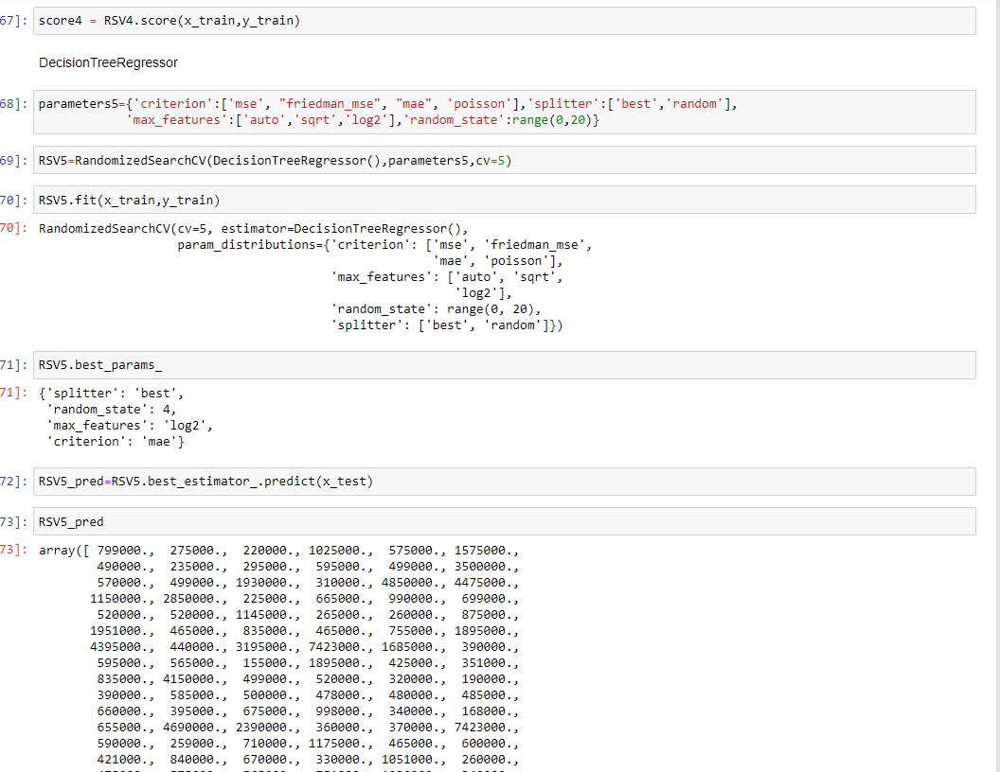 67]: score4 = RSV4.score(x_train,y_train)
DecisionTreeRegressor
68]: parameters5={'criterion':['mse', "friedman_mse", "mae", 'poisson'],'splitter':['best','random'],
'max_features':['auto','sqrt','log2'],'random_state':range(0,20)}
69]: RSV5=RandomizedSearchCV(DecisionTreeRegressor(),parameters5,cv=5)
70]: RSV5.fit(x_train,y_train)
70]: RandomizedSearchCV(cv=5, estimator=DecisionTreeRegressor(),
param_distributions={'criterion': ['mse', 'friedman_mse',
'mae', 'poisson'],
'max_features': ['auto', 'sqrt',
'log2'],
'random_state': range(0, 20),
'splitter': ['best', 'random']})
71]: RSV5.best_params_
71]: {'splitter': 'best',
'random_state': 4,
'max_features': 'log2',
'criterion': 'mae'}
72]: RSV5_pred=RSV5.best_estimator_.predict(x_test)
73]: RSV5_pred
73]: array([ 799000., 275000., 220000., 1025000., 575000., 1575000.,
490000., 235000., 295000., 595000., 499000., 3500000.,
570000., 499000., 1930000., 310000., 4850000., 4475000.,
1150000., 2850000., 225000., 665000., 990000., 699000.,
520000., 520000., 1145000., 265000., 260000., 875000.,
1951000., 465000., 835000., 465000., 755000., 1895000.,
4395000., 440000., 3195000., 7423000., 1685000., 390000.,
595000., 565000., 155000., 1895000., 425000., 351000.,
835000., 4150000., 499000., 520000., 320000., 190000.,
390000., 585000., 500000., 478000., 480000., 485000.,
660000., 395000., 675000., 998000., 340000., 168000.,
655000., 4690000., 2390000., 360000., 370000., 7423000.,
590000., 259000., 710000., 1175000., 465000., 600000.,
421000., 840000., 670000., 330000., 1051000., 260000.,